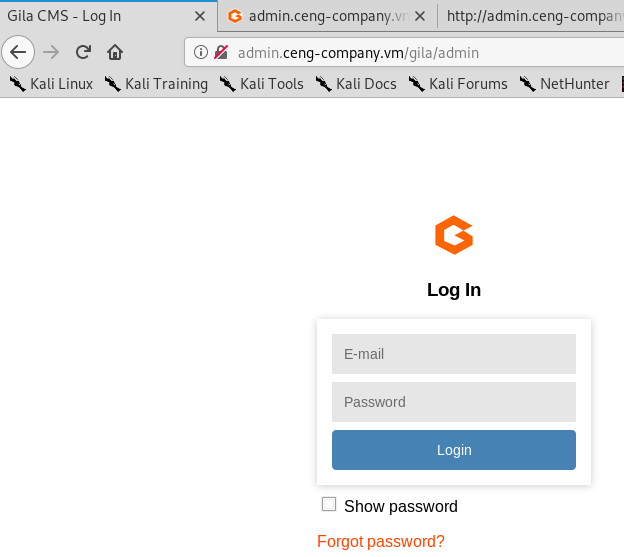 Gila CMS - Log In
admin.ceng-company.vm
http://admin.ceng-company
admin.ceng-company.vm/gila/admin
Kali Linux Kali Training Kali Tools Kali Docs Kali Forums NetHunter
Log In
E-mail
Password
Login
Show password
Forgot password?